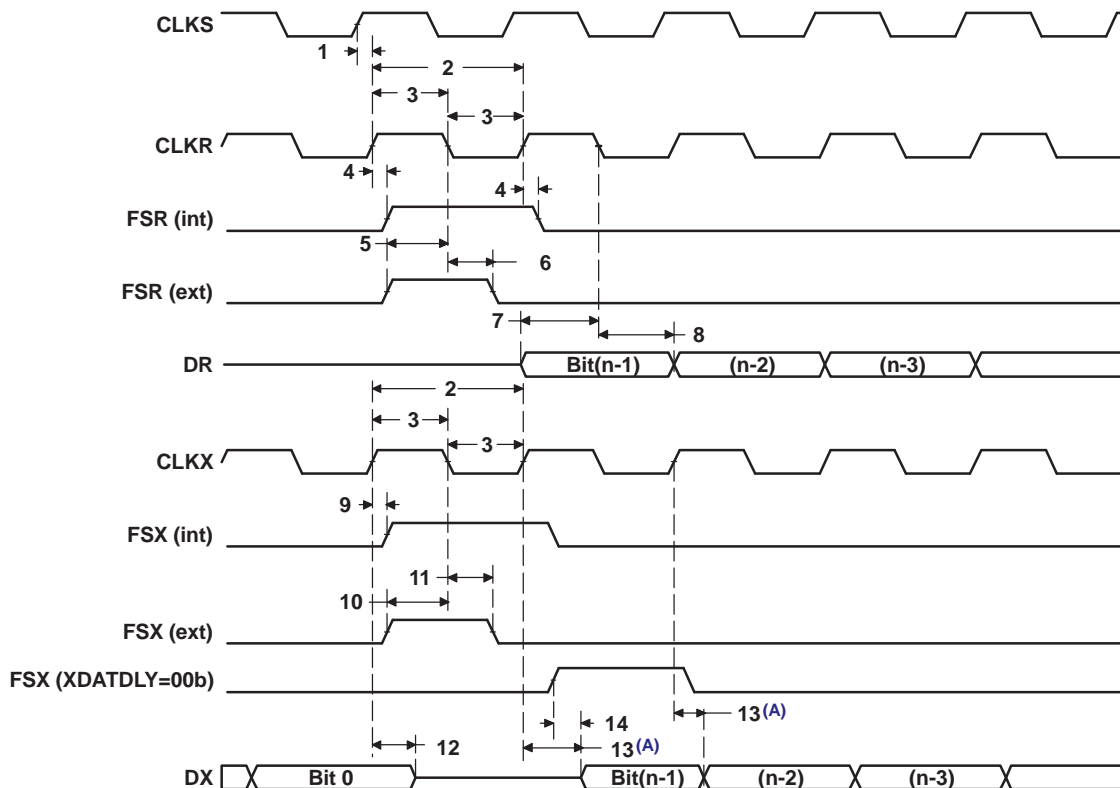 CLKS
1
2
3
3
CLKR
4
4
FSR (int)
5
6
FSR (ext)
7
8
DR Bit(n-1) (n-2) (n-3)
2
3
3
CLKX
9
FSX (int)
11
10
FSX (ext)
FSX (XDATDLY=00b)
14 13(A)
12 13(A)
DX Bit 0 Bit(n-1) (n-2) (n-3)